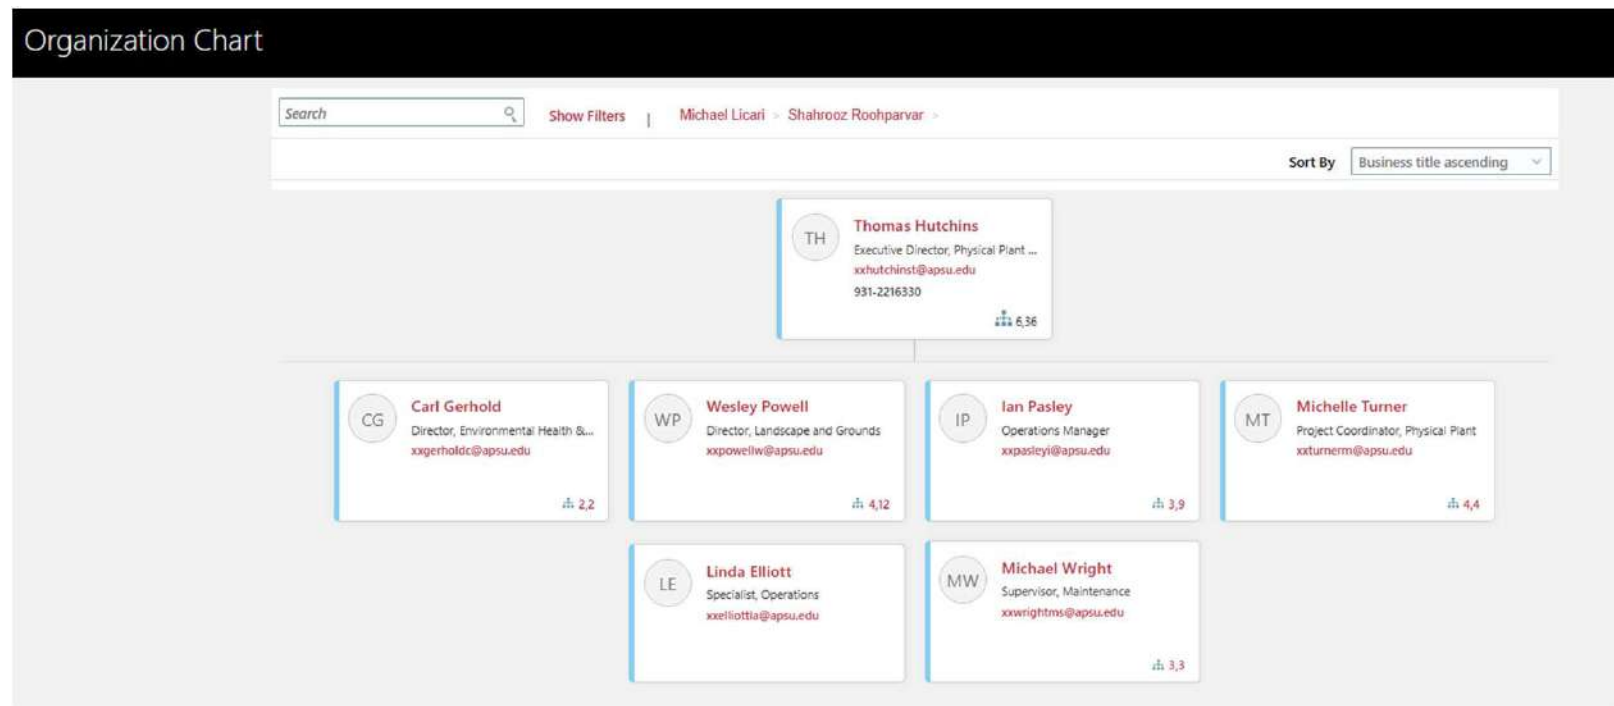 Organization Chart
Search
Show Filters | Michael Licari > Shahrooz Roohparvar >
Sort By Business title ascending
TH
Thomas Hutchins
Executive Director, Physical Plant ...
xxhutchinst@apsu.edu
931-2216330
6,36
CG
Carl Gerhold
Director, Environmental Health &...
xxgerholdc@apsu.edu
2,2
WP
Wesley Powell
Director, Landscape and Grounds
xxpowellw@apsu.edu
4,12
IP
Ian Pasley
Operations Manager
xxpasleyi@apsu.edu
3,9
MT
Michelle Turner
Project Coordinator, Physical Plant
xxturnerm@apsu.edu
4,4
LE
Linda Elliott
Specialist, Operations
xxelliottla@apsu.edu
MW
Michael Wright
Supervisor, Maintenance
xxwrightms@apsu.edu
3,3